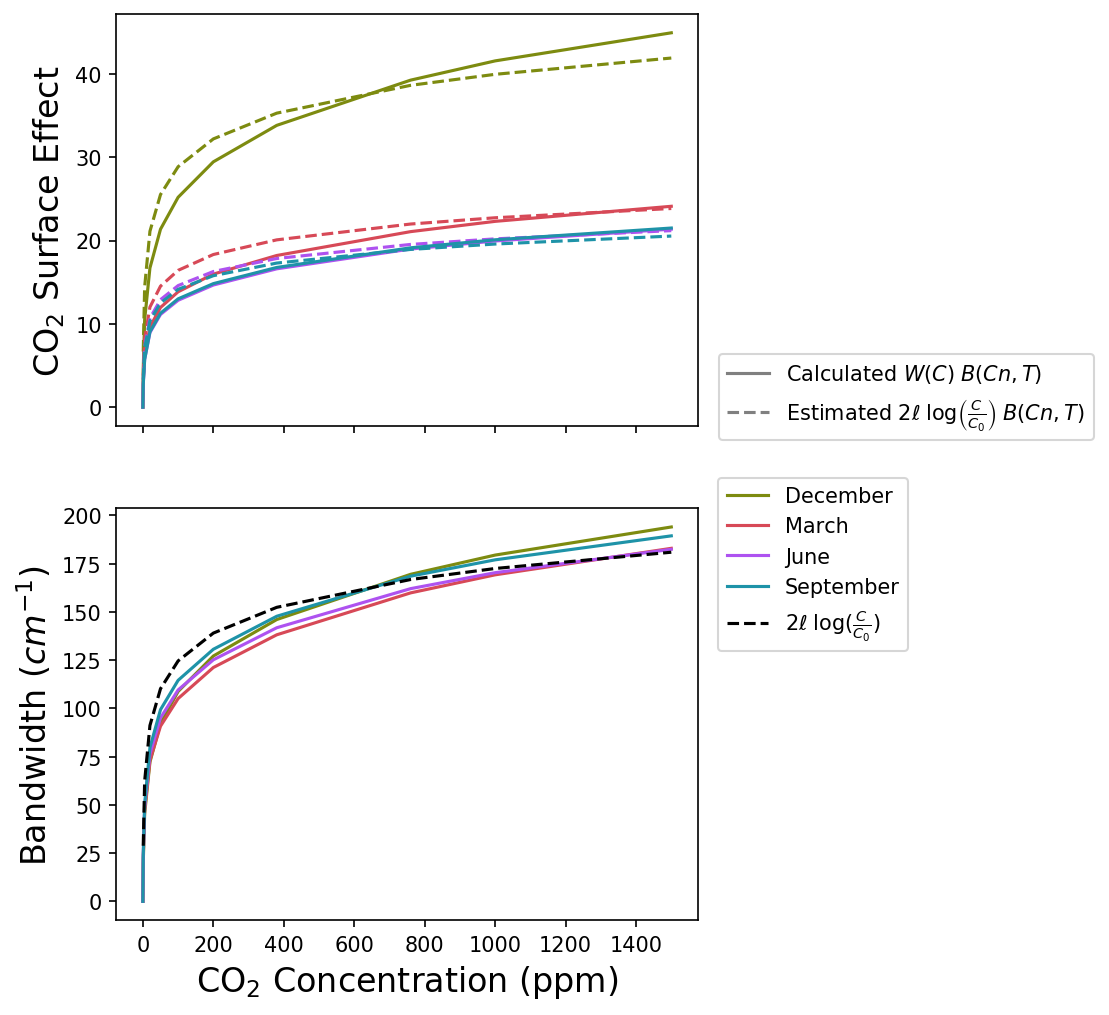 CO₂ Surface Effect
40
30
20
10
0
Calculated W(C) B(Cn, T)
Estimated 2ℓ log(C/C₀) B(Cn, T)
December
March
June
September
2ℓ log(C/C₀)
Bandwidth (cm⁻¹)
200
175
150
125
100
75
50
25
0
0 200 400 600 800 1000 1200 1400
CO₂ Concentration (ppm)